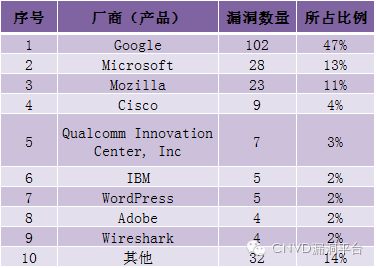 序号 厂商（产品） 漏洞数量 所占比例
1 Google 102 47%
2 Microsoft 28 13%
3 Mozilla 23 11%
4 Cisco 9 4%
5 Qualcomm Innovation Center, Inc 7 3%
6 IBM 5 2%
7 WordPress 5 2%
8 Adobe 4 2%
9 Wireshark 4 2%
10 其他 32 14%
CNVD漏洞平台